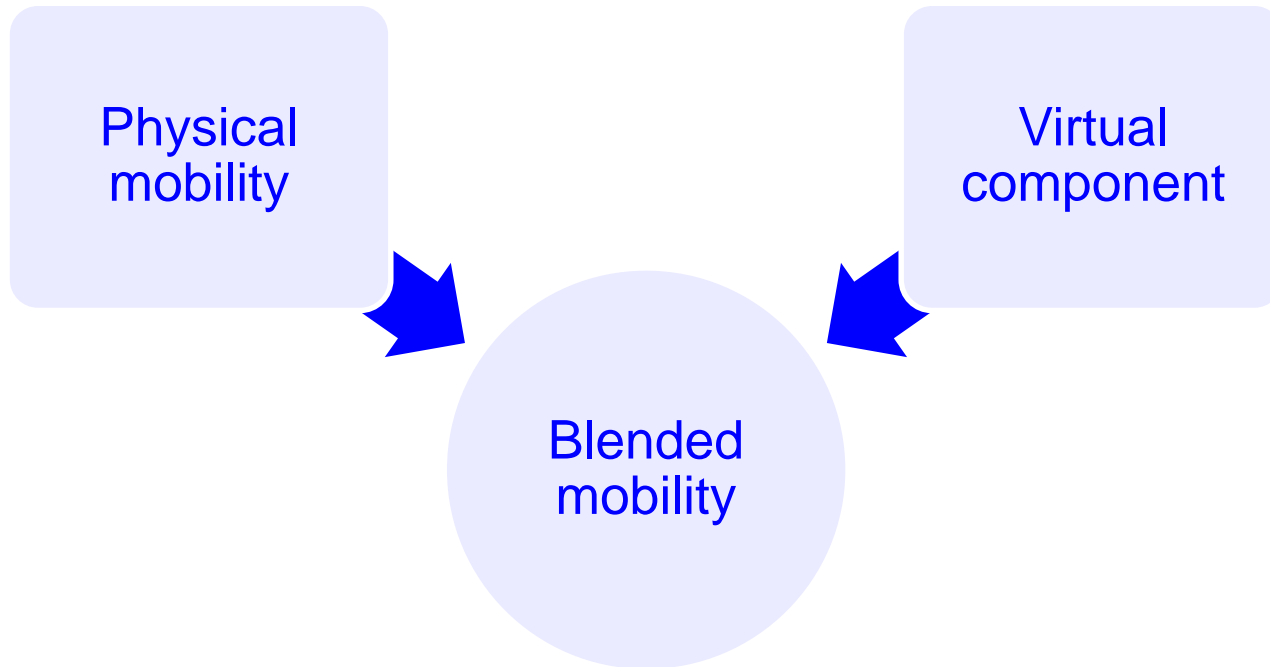 Physical
mobility
Virtual
component
Blended
mobility